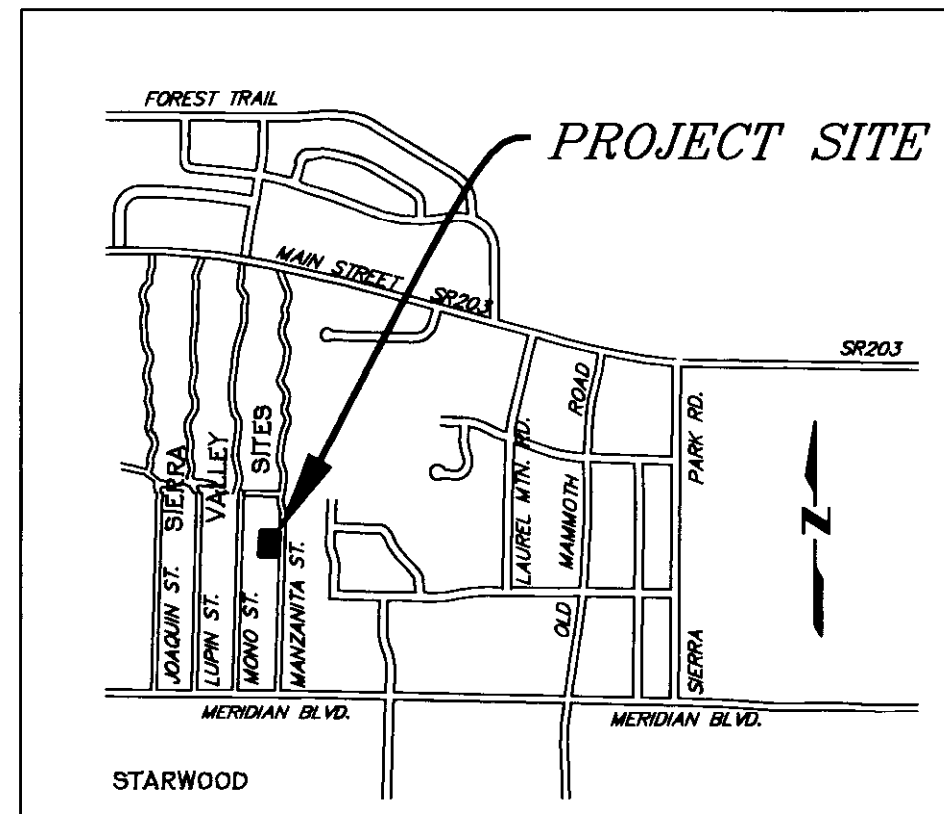 FOREST TRAIL
PROJECT SITE
MAIN STREET
SR203
SR203
SIERRA
VALLEY
SITES
JOAQUIN ST.
LUPIN ST.
MONO ST.
MANZANITA ST.
LAUREL MTN. RD.
OLD MAMMOTH ROAD
SIERRA PARK RD.
N
MERIDIAN BLVD.
MERIDIAN BLVD.
STARWOOD